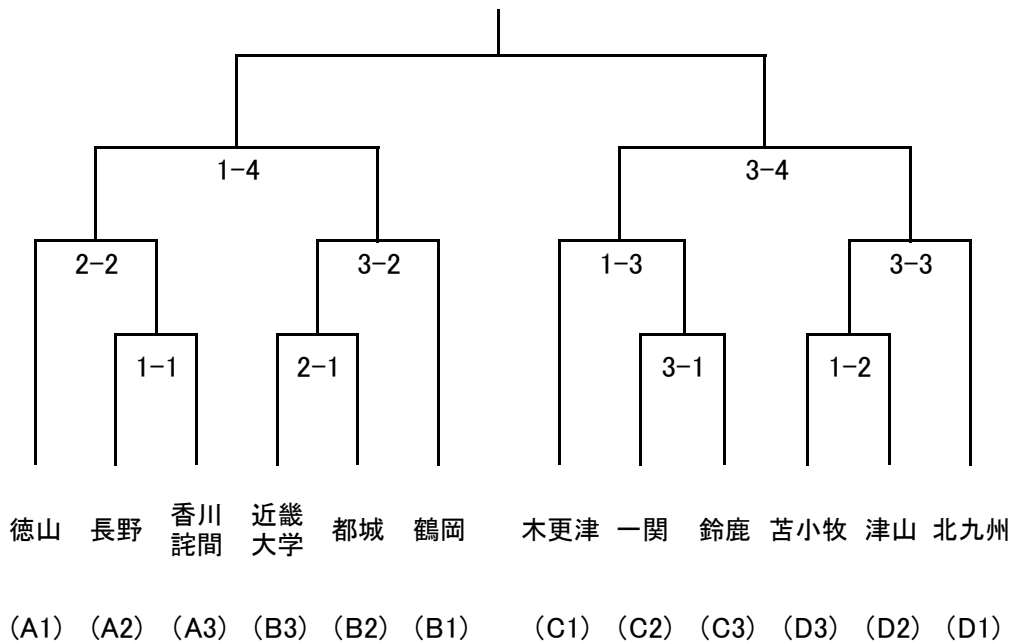 1-4 3-4
2-2 3-2 1-3 3-3
1-1 2-1 3-1 1-2
徳山 長野 香川詫間 近畿大学 都城 鶴岡 木更津 一関 鈴鹿 苫小牧 津山 北九州
(A1) (A2) (A3) (B3) (B2) (B1) (C1) (C2) (C3) (D3) (D2) (D1)